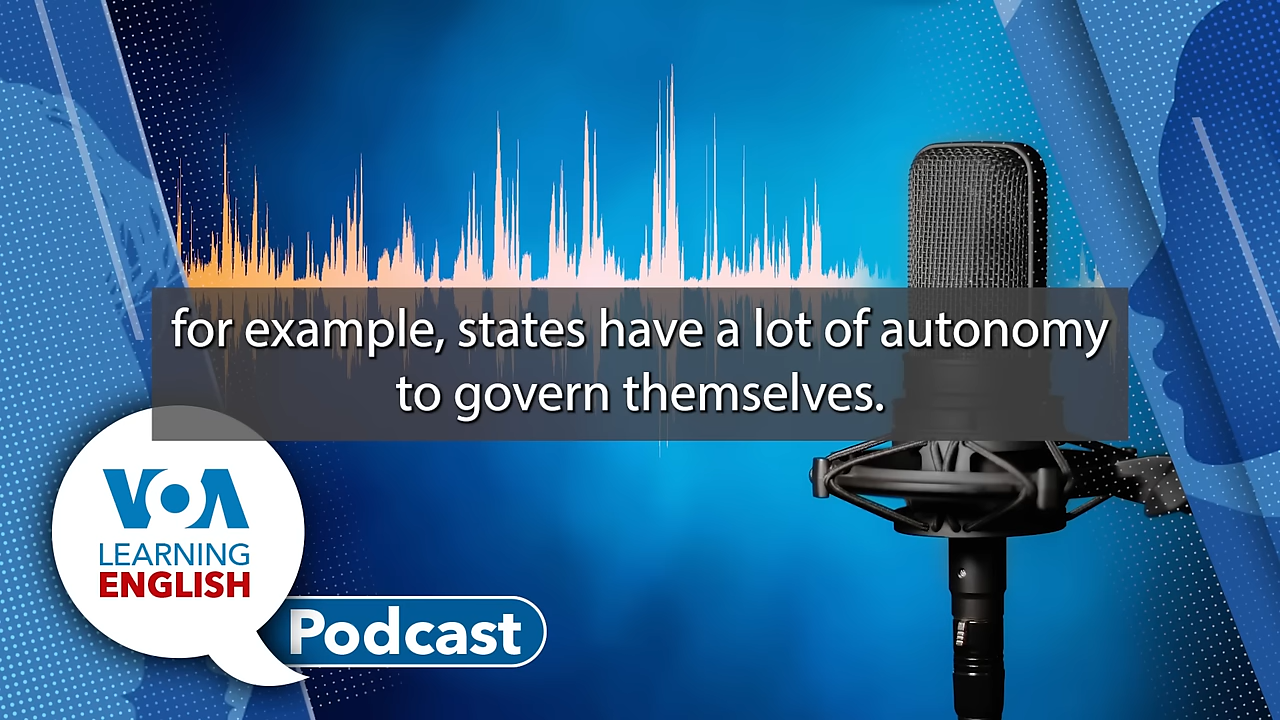 for example, states have a lot of autonomy
to govern themselves.
VOA
LEARNING
ENGLISH
Podcast